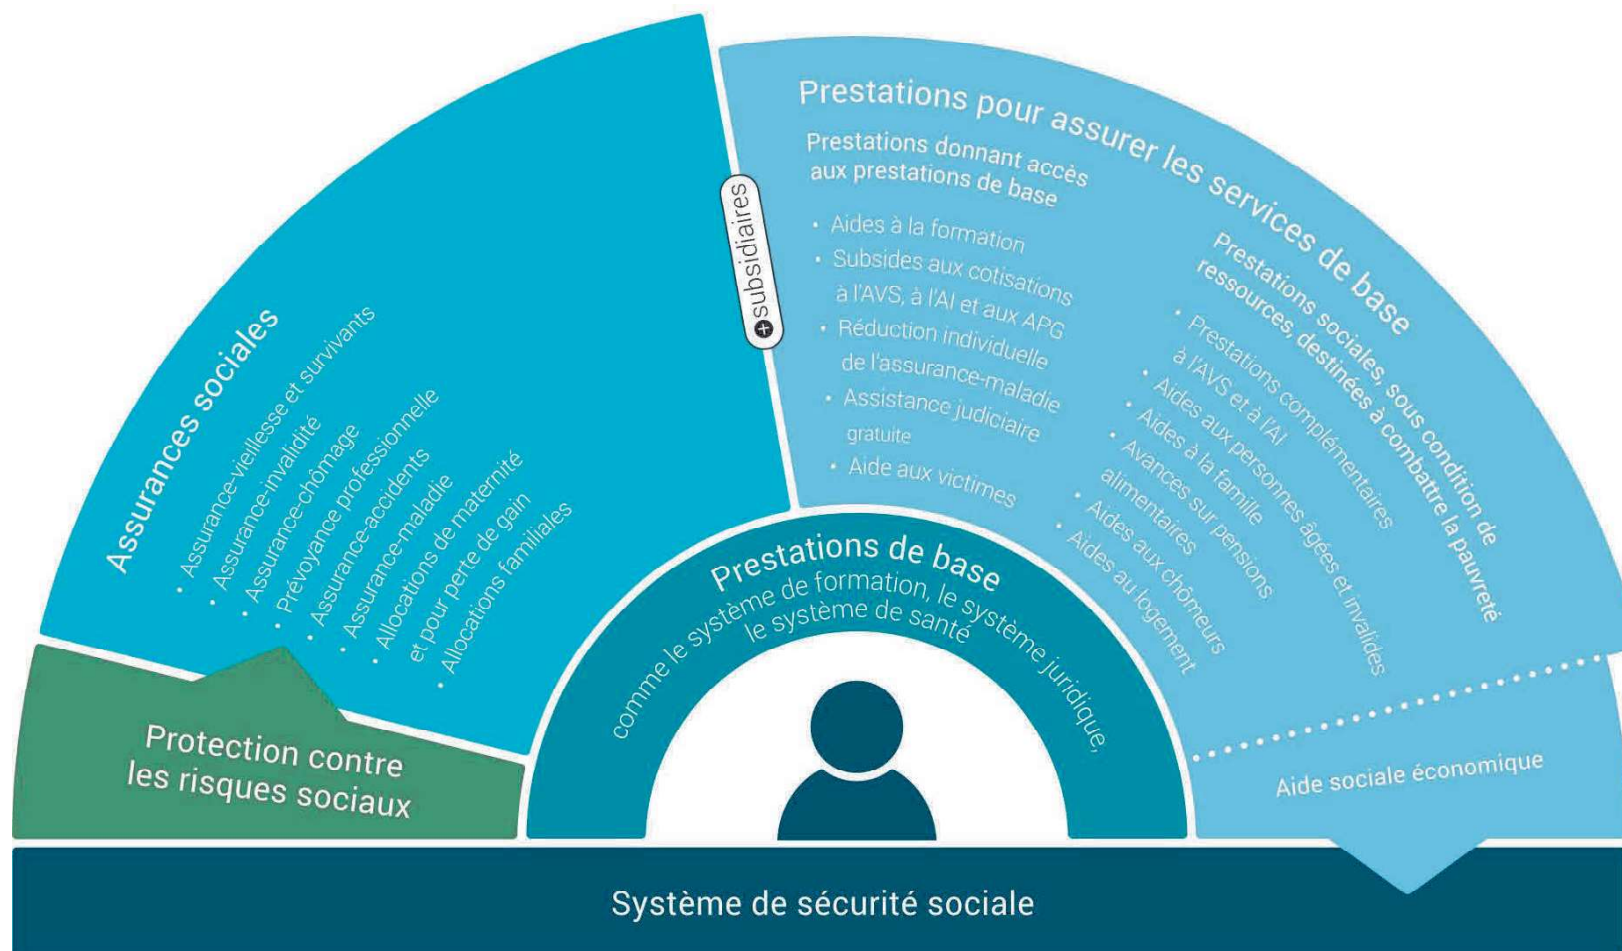 Assurances sociales
• Assurance-vieillesse et survivants
• Assurance-invalidité
• Assurance-chômage
• Prévoyance professionnelle
• Assurance-accidents
• Assurance-maladie
• Allocations de maternité
et pour perte de gain
• Allocations familiales
Protection contre
les risques sociaux
+subsidiaires
Prestations pour assurer les services de base
Prestations donnant accès
aux prestations de base
• Aides à la formation
• Subsides aux cotisations
à l'AVS, à l'AI et aux APG
• Réduction individuelle
de l'assurance-maladie
• Assistance judiciaire
gratuite
• Aide aux victimes
Prestations sociales, sous condition de
ressources, destinées à combattre la pauvreté
• Prestations complémentaires
à l'AVS et à l'AI
• Aides aux personnes âgées et invalides
• Aides à la famille
• Avances sur pensions
alimentaires
• Aides aux chômeurs
• Aides au logement
Aide sociale économique
Prestations de base
comme le système de formation, le système juridique,
le système de santé
Système de sécurité sociale